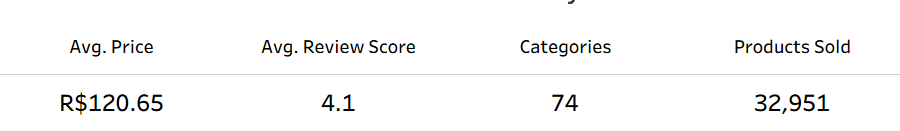 Avg. Price Avg. Review Score Categories Products Sold
R$120.65 4.1 74 32,951